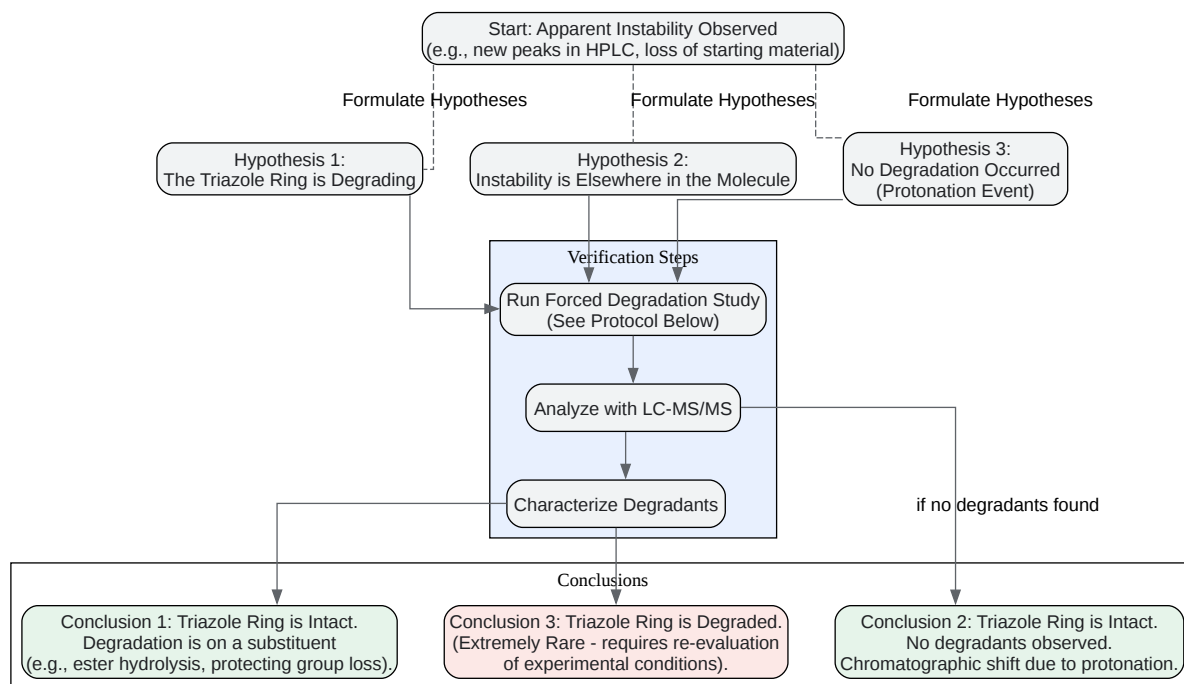 Start: Apparent Instability Observed
(e.g., new peaks in HPLC, loss of starting material)
Formulate Hypotheses
Formulate Hypotheses
Formulate Hypotheses
Hypothesis 1:
The Triazole Ring is Degrading
Hypothesis 2:
Instability is Elsewhere in the Molecule
Hypothesis 3:
No Degradation Occurred
(Protonation Event)
Verification Steps
Run Forced Degradation Study
(See Protocol Below)
Analyze with LC-MS/MS
Characterize Degradants
if no degradants found
Conclusions
Conclusion 1: Triazole Ring is Intact.
Degradation is on a substituent
(e.g., ester hydrolysis, protecting group loss).
Conclusion 3: Triazole Ring is Degraded.
(Extremely Rare - requires re-evaluation
of experimental conditions).
Conclusion 2: Triazole Ring is Intact.
No degradants observed.
Chromatographic shift due to protonation.